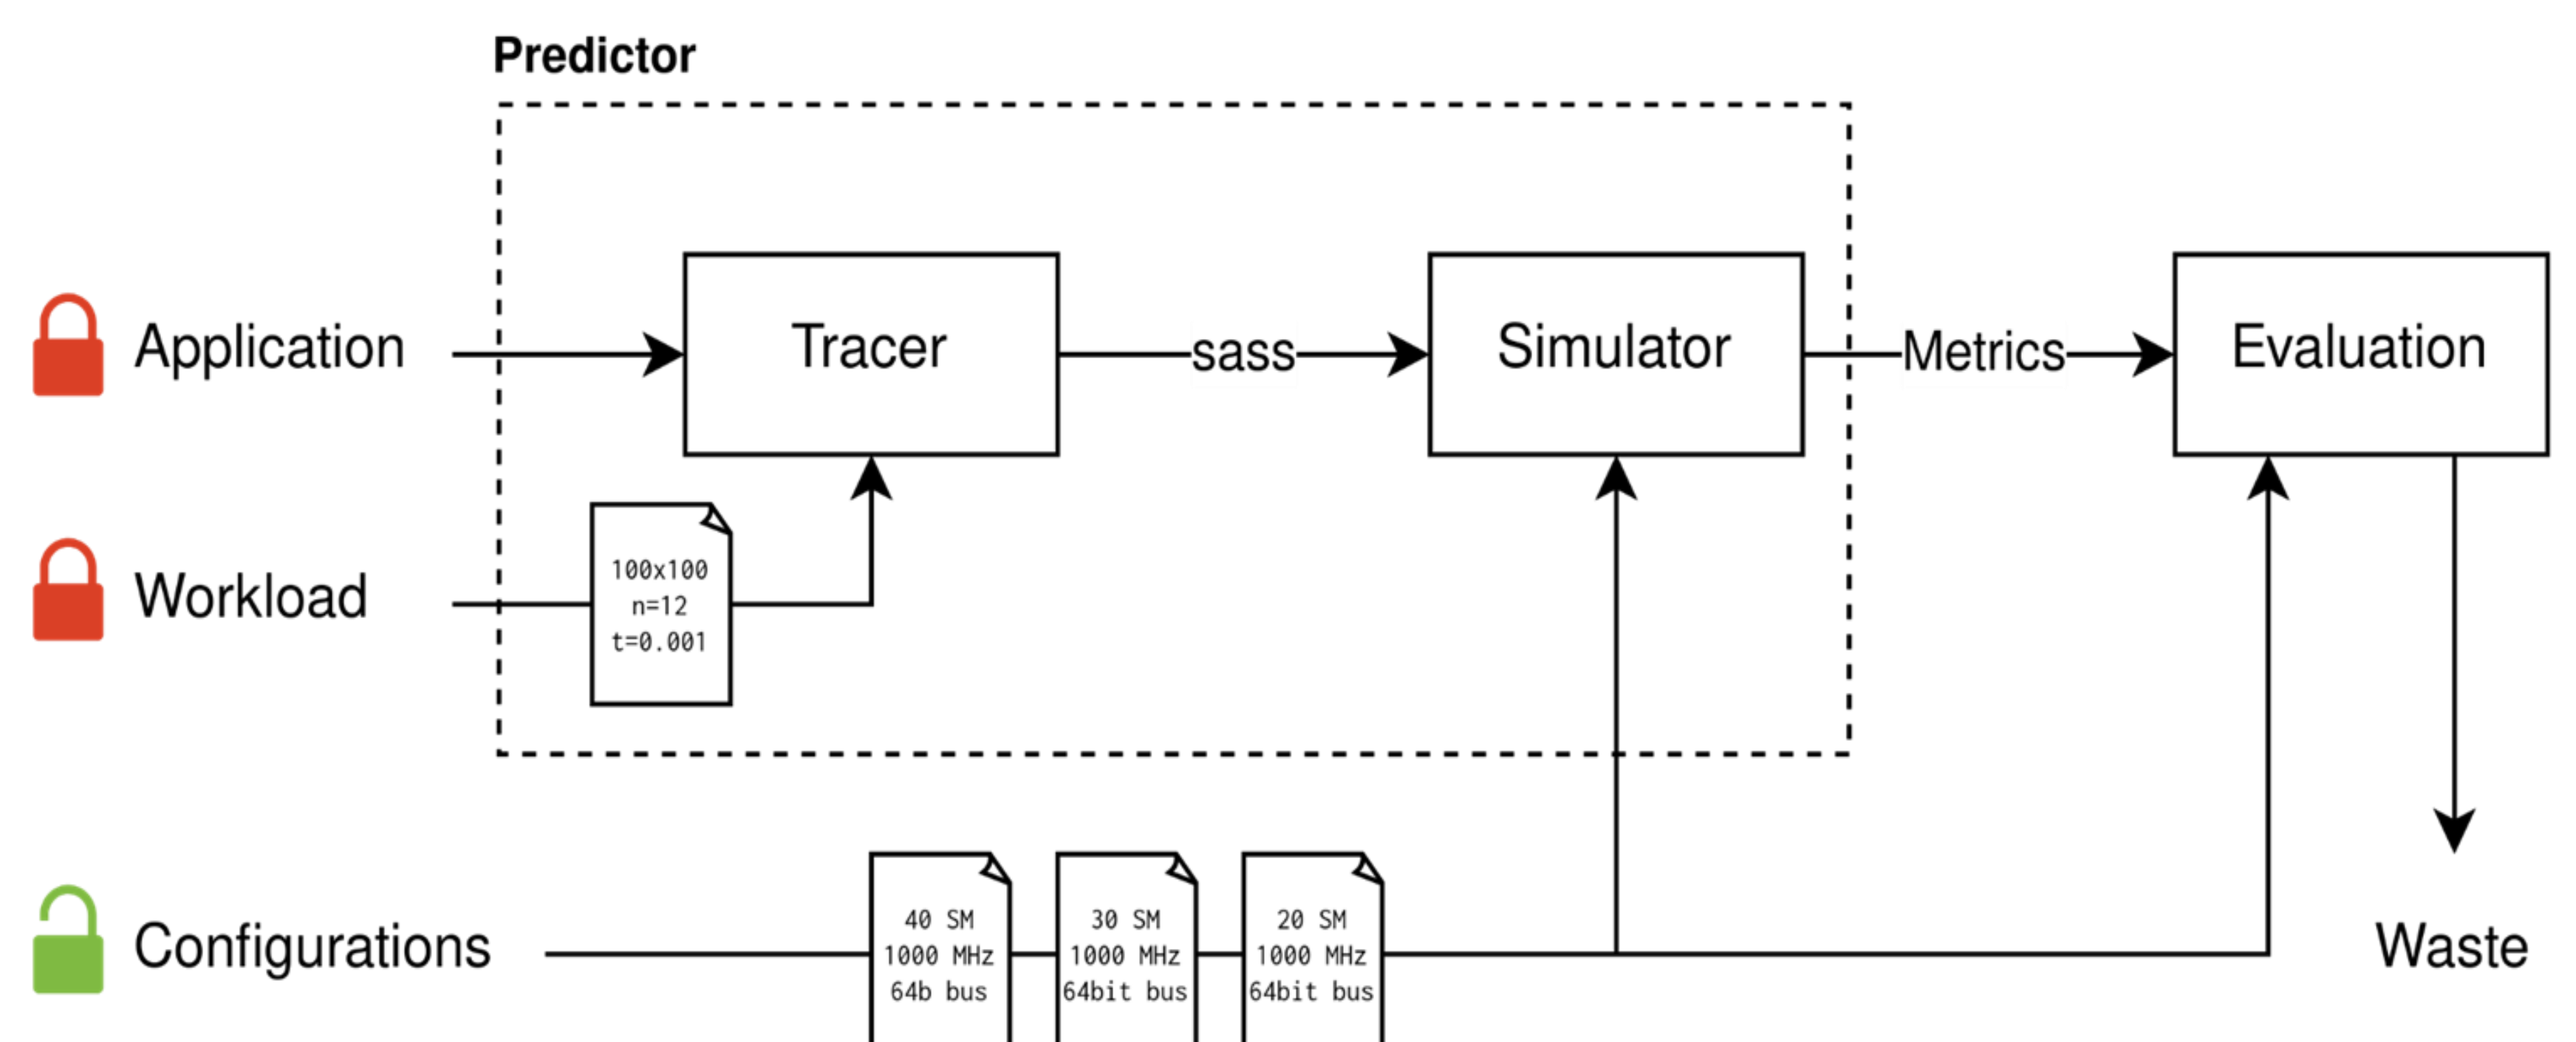 Predictor
Application
Tracer
sass
Simulator
Metrics
Evaluation
Workload
100x100
n=12
t=0.001
Configurations
40 SM
1000 MHz
64b bus
30 SM
1000 MHz
64bit bus
20 SM
1000 MHz
64bit bus
Waste